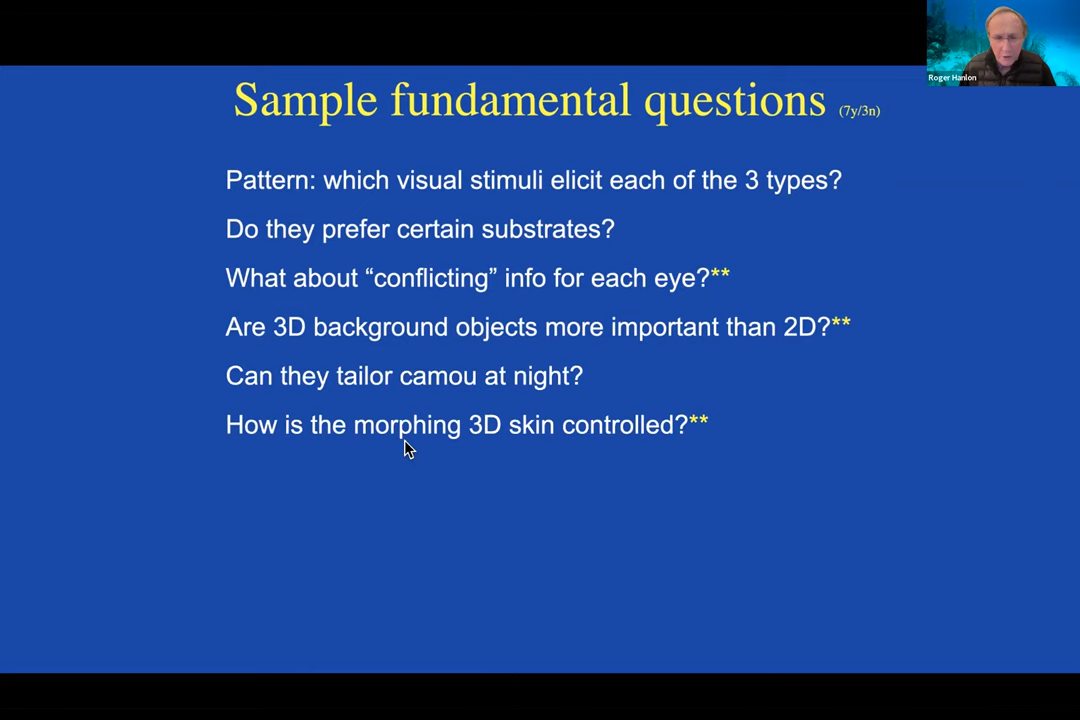 Roger Hanlon
Sample fundamental questions (7y/3n)
Pattern: which visual stimuli elicit each of the 3 types?
Do they prefer certain substrates?
What about “conflicting” info for each eye?**
Are 3D background objects more important than 2D?**
Can they tailor camou at night?
How is the morphing 3D skin controlled?**